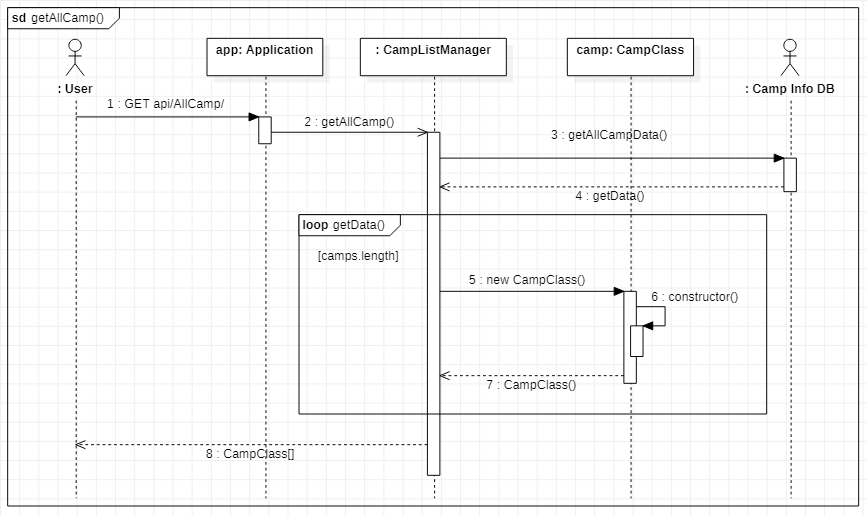 sd getAllCamp()
app: Application
: CampListManager
camp: CampClass
: User
: Camp Info DB
1 : GET api/AllCamp/
2 : getAllCamp()
3 : getAllCampData()
4 : getData()
loop getData()
[camps.length]
5 : new CampClass()
6 : constructor()
7 : CampClass()
8 : CampClass[]